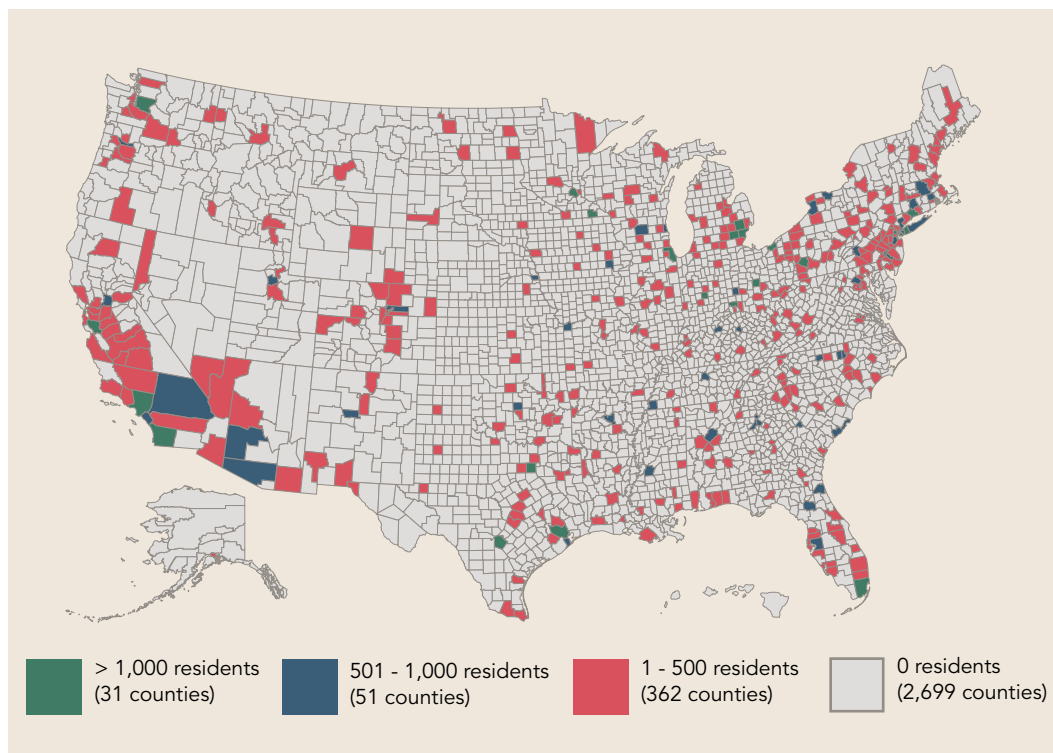 > 1,000 residents
(31 counties)
501 - 1,000 residents
(51 counties)
1 - 500 residents
(362 counties)
0 residents
(2,699 counties)